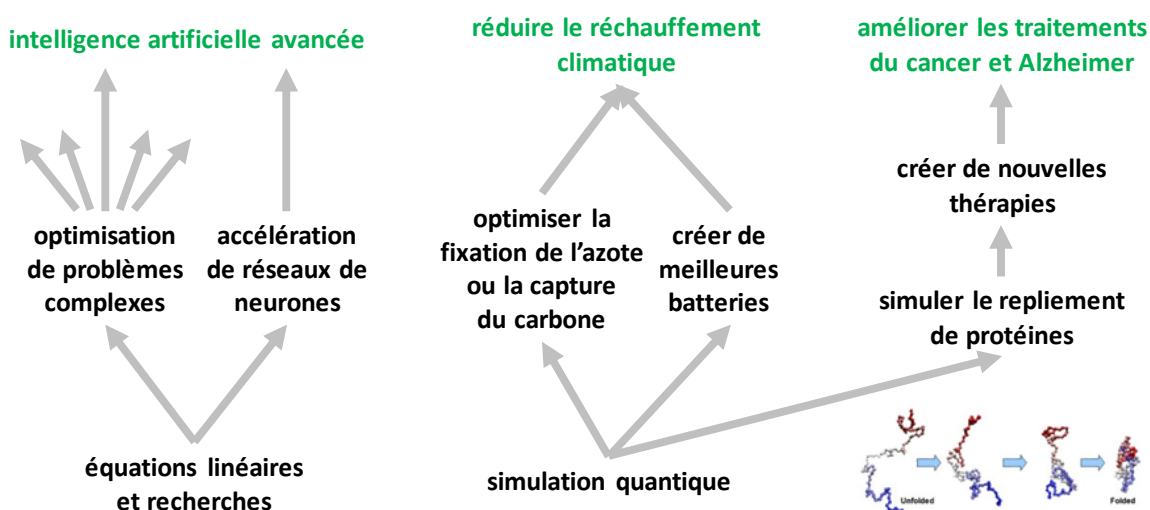 intelligence artificielle avancée
réduire le réchauffement
climatique
améliorer les traitements
du cancer et Alzheimer
optimisation
de problèmes
complexes
accélération
de réseaux de
neurones
optimiser la
fixation de l’azote
ou la capture
du carbone
créer de
meilleures
batteries
créer de nouvelles
thérapies
simuler le repliement
de protéines
équations linéaires
et recherches
simulation quantique
Unfolded
Folded